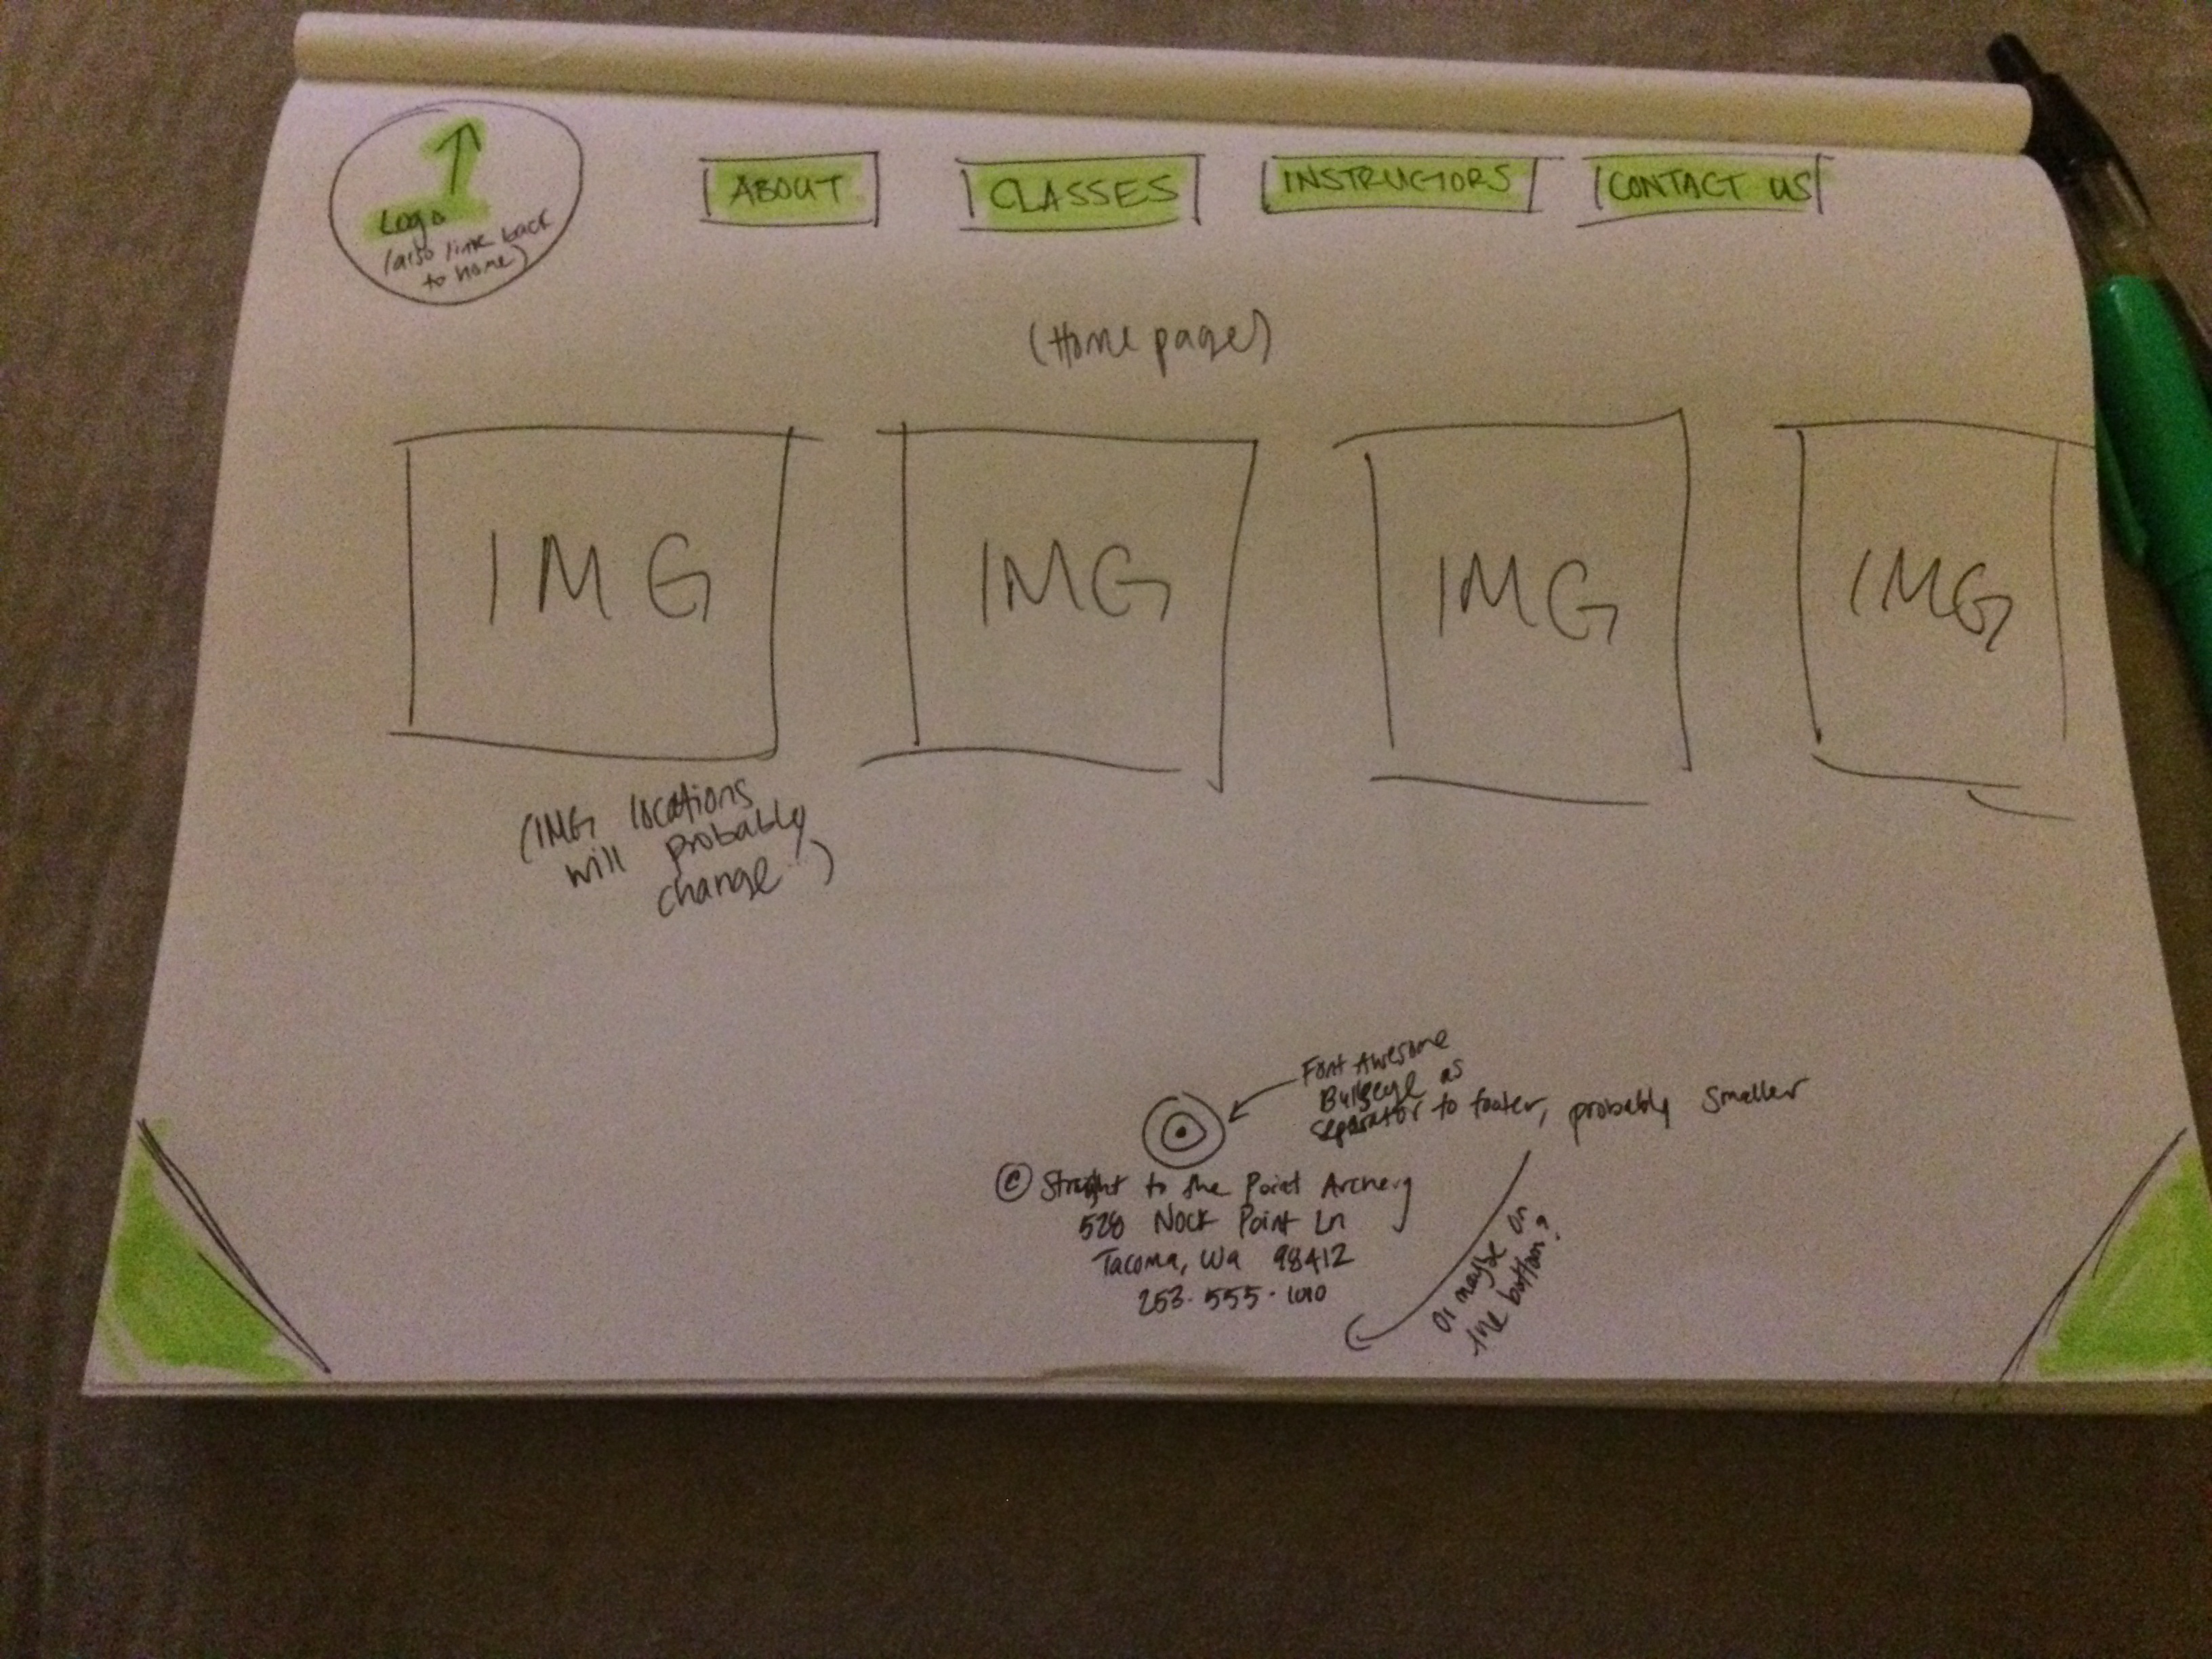 Logo
(also link back
to home)
ABOUT
CLASSES
INSTRUCTORS
CONTACT US
(Home page)
IMG
IMG
IMG
IMG
(IMG locations
will probably
change)
Font Awesome
Bullseye as
separator to footer, probably smaller
or maybe on
the bottom?
© Straight to the Point Archery
528 Nock Point Ln
Tacoma, Wa 98412
253.555.1010